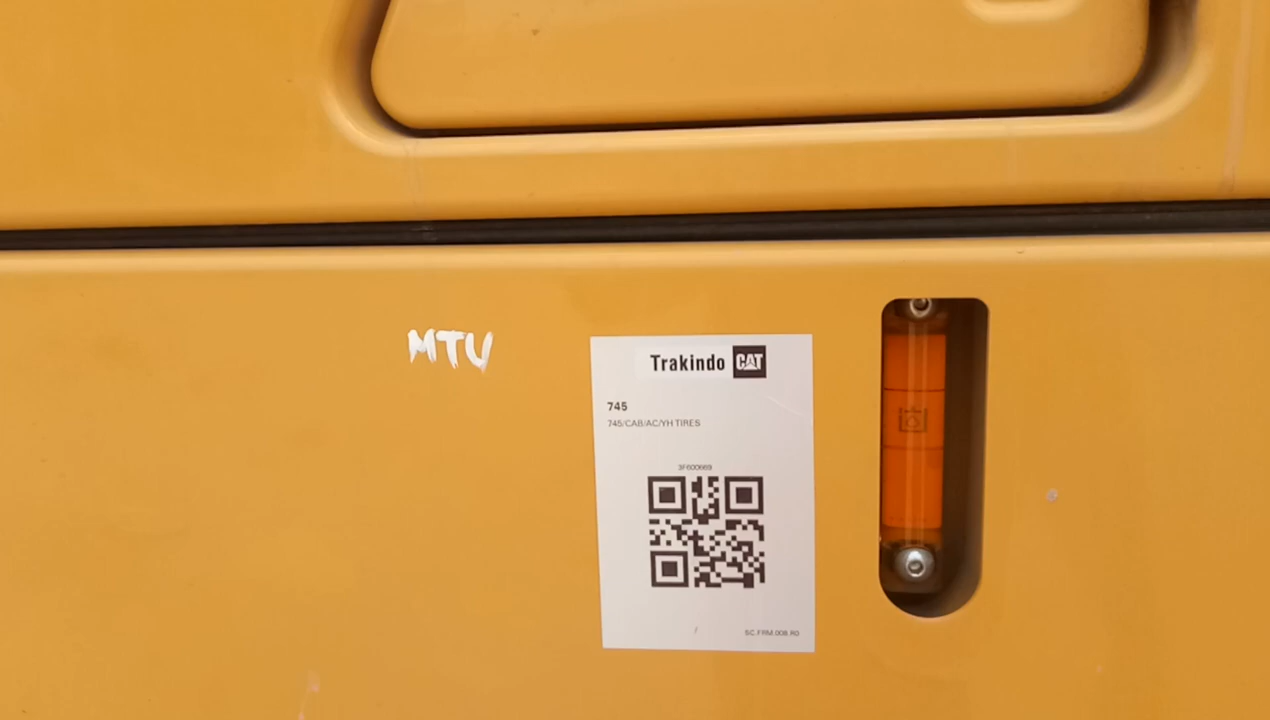 MTU
Trakindo CAT
745
745/CAB/AC/YH TIRES
3F600669
SC.FRM.008.R0